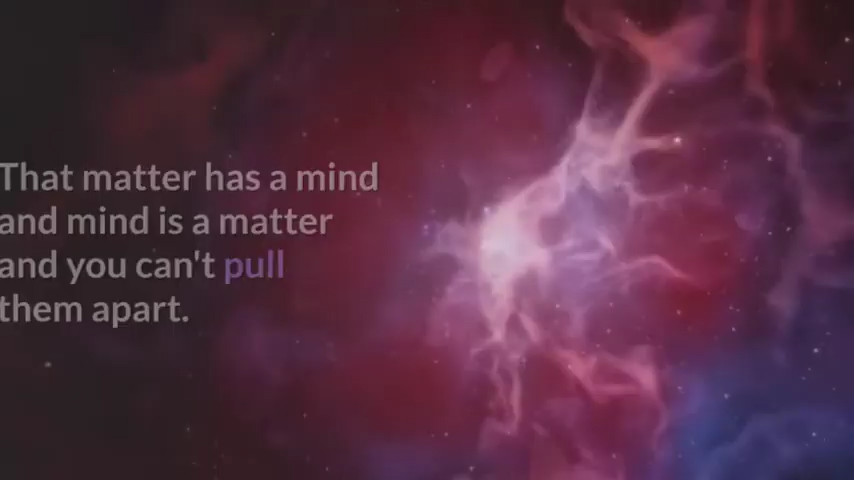 That matter has a mind
and mind is a matter
and you can't pull
them apart.